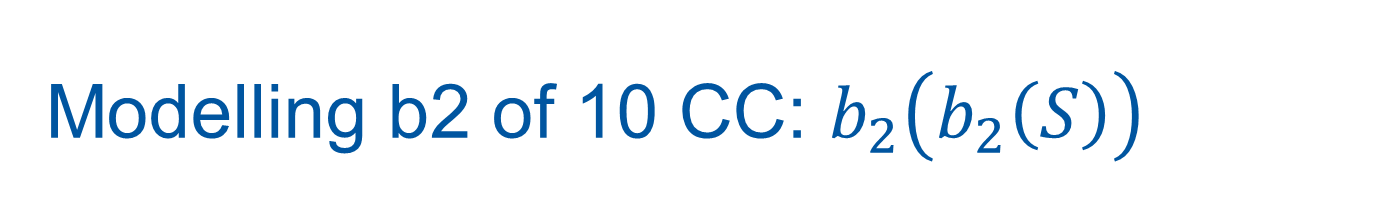 Modelling b2 of 10 CC: 𝑏₂(𝑏₂(𝑆))